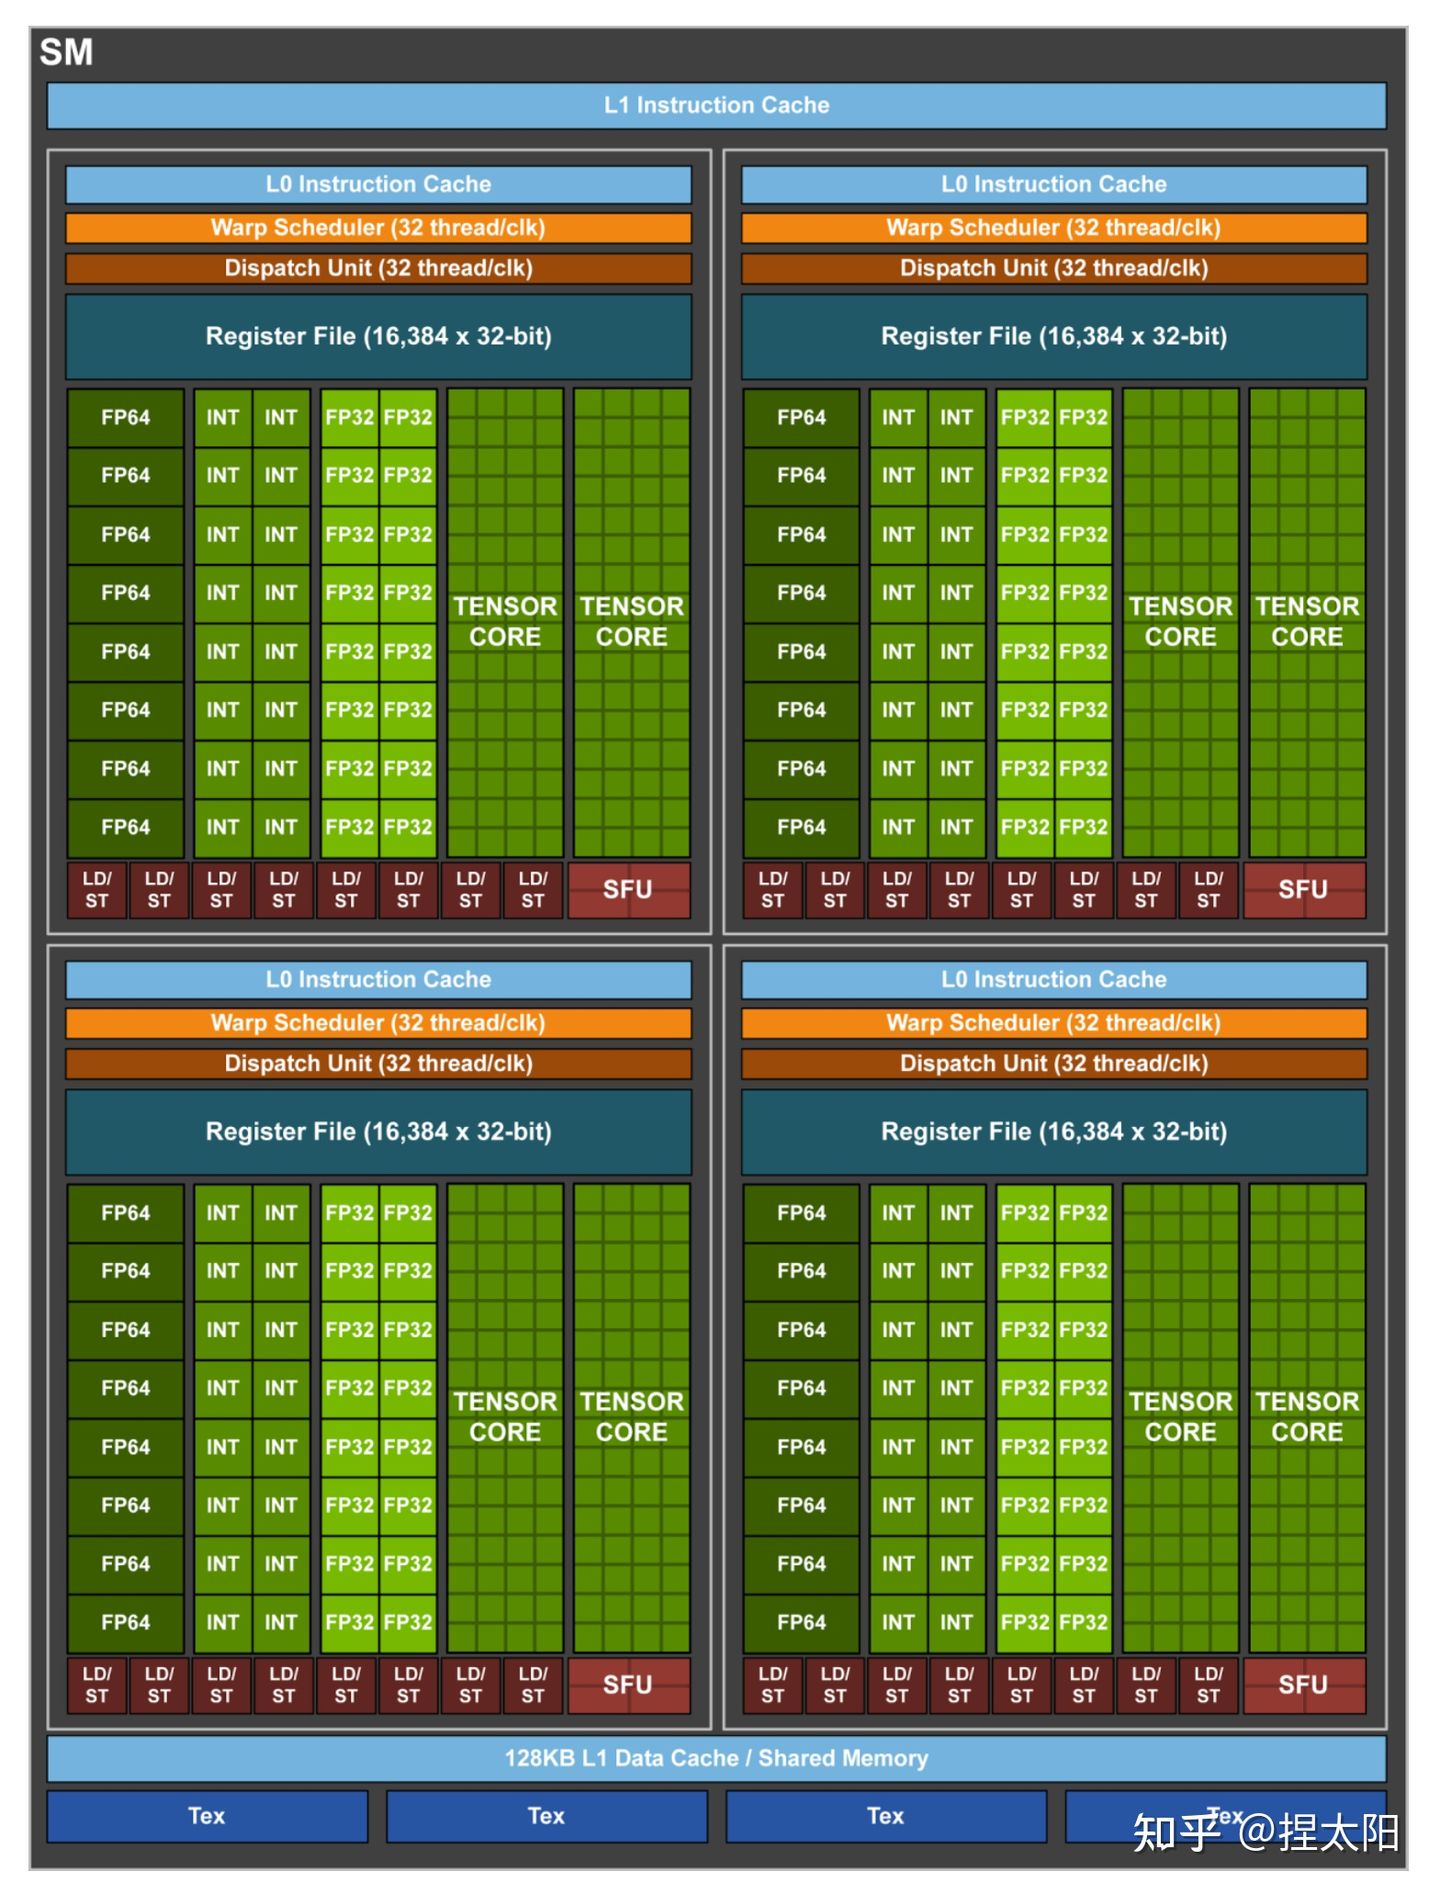 SM
L1 Instruction Cache
L0 Instruction Cache
Warp Scheduler (32 thread/clk)
Dispatch Unit (32 thread/clk)
Register File (16,384 x 32-bit)
FP64 INT INT FP32 FP32
FP64 INT INT FP32 FP32
FP64 INT INT FP32 FP32
FP64 INT INT FP32 FP32
TENSOR CORE TENSOR CORE
FP64 INT INT FP32 FP32
FP64 INT INT FP32 FP32
FP64 INT INT FP32 FP32
FP64 INT INT FP32 FP32
LD/ LD/ LD/ LD/ LD/ LD/ LD/ LD/
ST ST ST ST ST ST ST ST
SFU
L0 Instruction Cache
Warp Scheduler (32 thread/clk)
Dispatch Unit (32 thread/clk)
Register File (16,384 x 32-bit)
FP64 INT INT FP32 FP32
FP64 INT INT FP32 FP32
FP64 INT INT FP32 FP32
FP64 INT INT FP32 FP32
TENSOR CORE TENSOR CORE
FP64 INT INT FP32 FP32
FP64 INT INT FP32 FP32
FP64 INT INT FP32 FP32
FP64 INT INT FP32 FP32
LD/ LD/ LD/ LD/ LD/ LD/ LD/ LD/
ST ST ST ST ST ST ST ST
SFU
L0 Instruction Cache
Warp Scheduler (32 thread/clk)
Dispatch Unit (32 thread/clk)
Register File (16,384 x 32-bit)
FP64 INT INT FP32 FP32
FP64 INT INT FP32 FP32
FP64 INT INT FP32 FP32
FP64 INT INT FP32 FP32
TENSOR CORE TENSOR CORE
FP64 INT INT FP32 FP32
FP64 INT INT FP32 FP32
FP64 INT INT FP32 FP32
FP64 INT INT FP32 FP32
LD/ LD/ LD/ LD/ LD/ LD/ LD/ LD/
ST ST ST ST ST ST ST ST
SFU
L0 Instruction Cache
Warp Scheduler (32 thread/clk)
Dispatch Unit (32 thread/clk)
Register File (16,384 x 32-bit)
FP64 INT INT FP32 FP32
FP64 INT INT FP32 FP32
FP64 INT INT FP32 FP32
FP64 INT INT FP32 FP32
TENSOR CORE TENSOR CORE
FP64 INT INT FP32 FP32
FP64 INT INT FP32 FP32
FP64 INT INT FP32 FP32
FP64 INT INT FP32 FP32
LD/ LD/ LD/ LD/ LD/ LD/ LD/ LD/
ST ST ST ST ST ST ST ST
SFU
128KB L1 Data Cache / Shared Memory
Tex Tex Tex Tex
知乎 @捏太阳